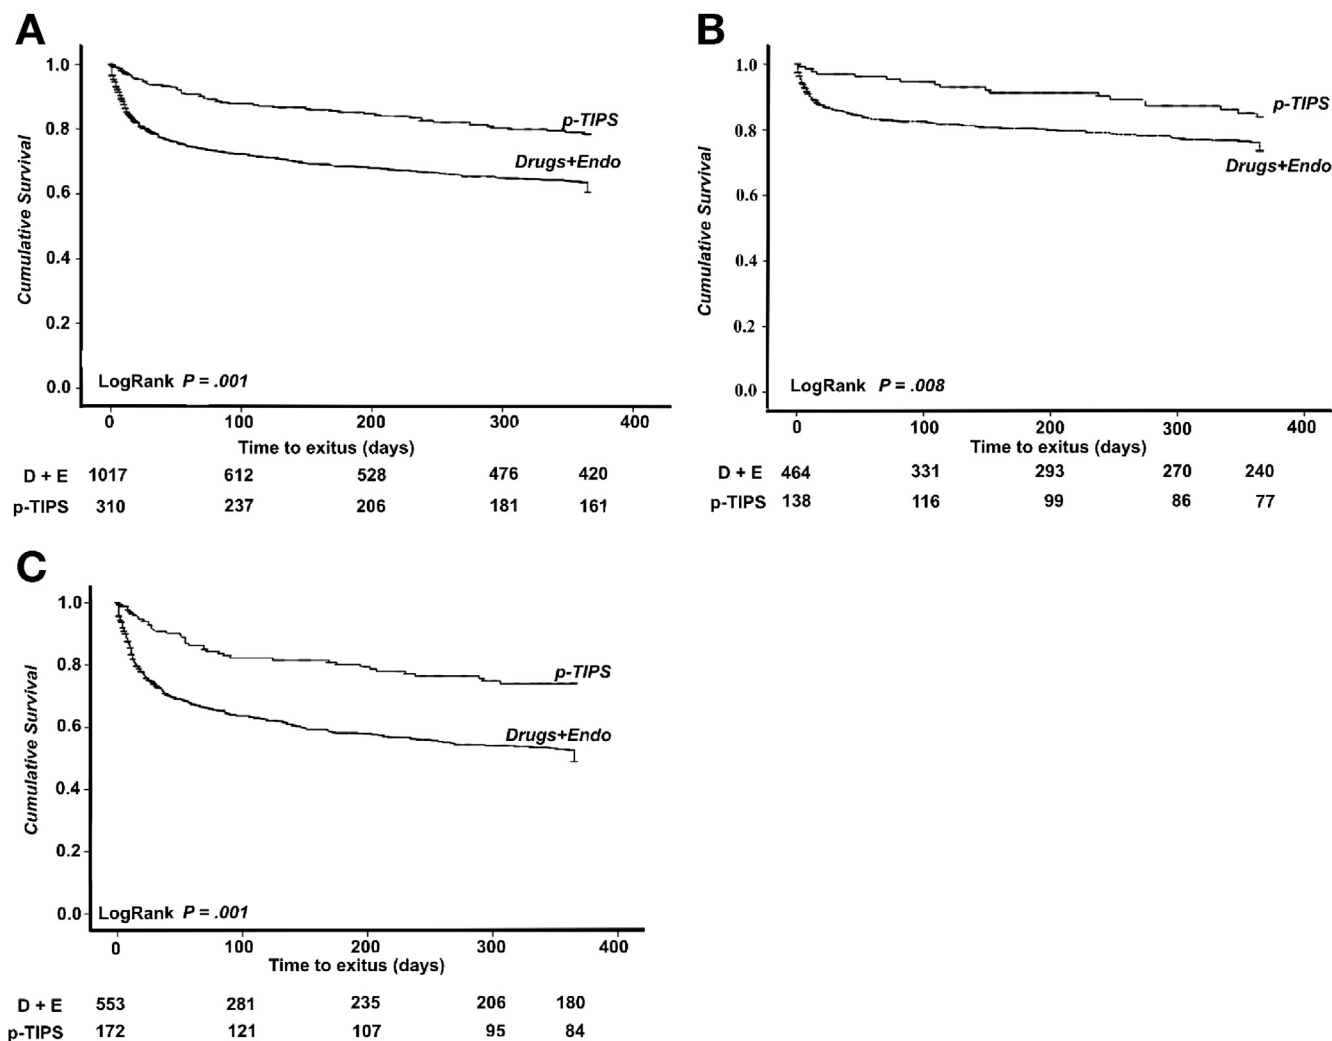 A
Cumulative Survival
1.0
0.8
0.6
0.4
0.2
0.0
p-TIPS
Drugs+Endo
LogRank P = .001
0 100 200 300 400
Time to exitus (days)
D + E 1017 612 528 476 420
p-TIPS 310 237 206 181 161
B
Cumulative Survival
1.0
0.8
0.6
0.4
0.2
0.0
p-TIPS
Drugs+Endo
LogRank P = .008
0 100 200 300 400
Time to exitus (days)
D + E 464 331 293 270 240
p-TIPS 138 116 99 86 77
C
Cumulative Survival
1.0
0.8
0.6
0.4
0.2
0.0
p-TIPS
Drugs+Endo
LogRank P = .001
0 100 200 300 400
Time to exitus (days)
D + E 553 281 235 206 180
p-TIPS 172 121 107 95 84